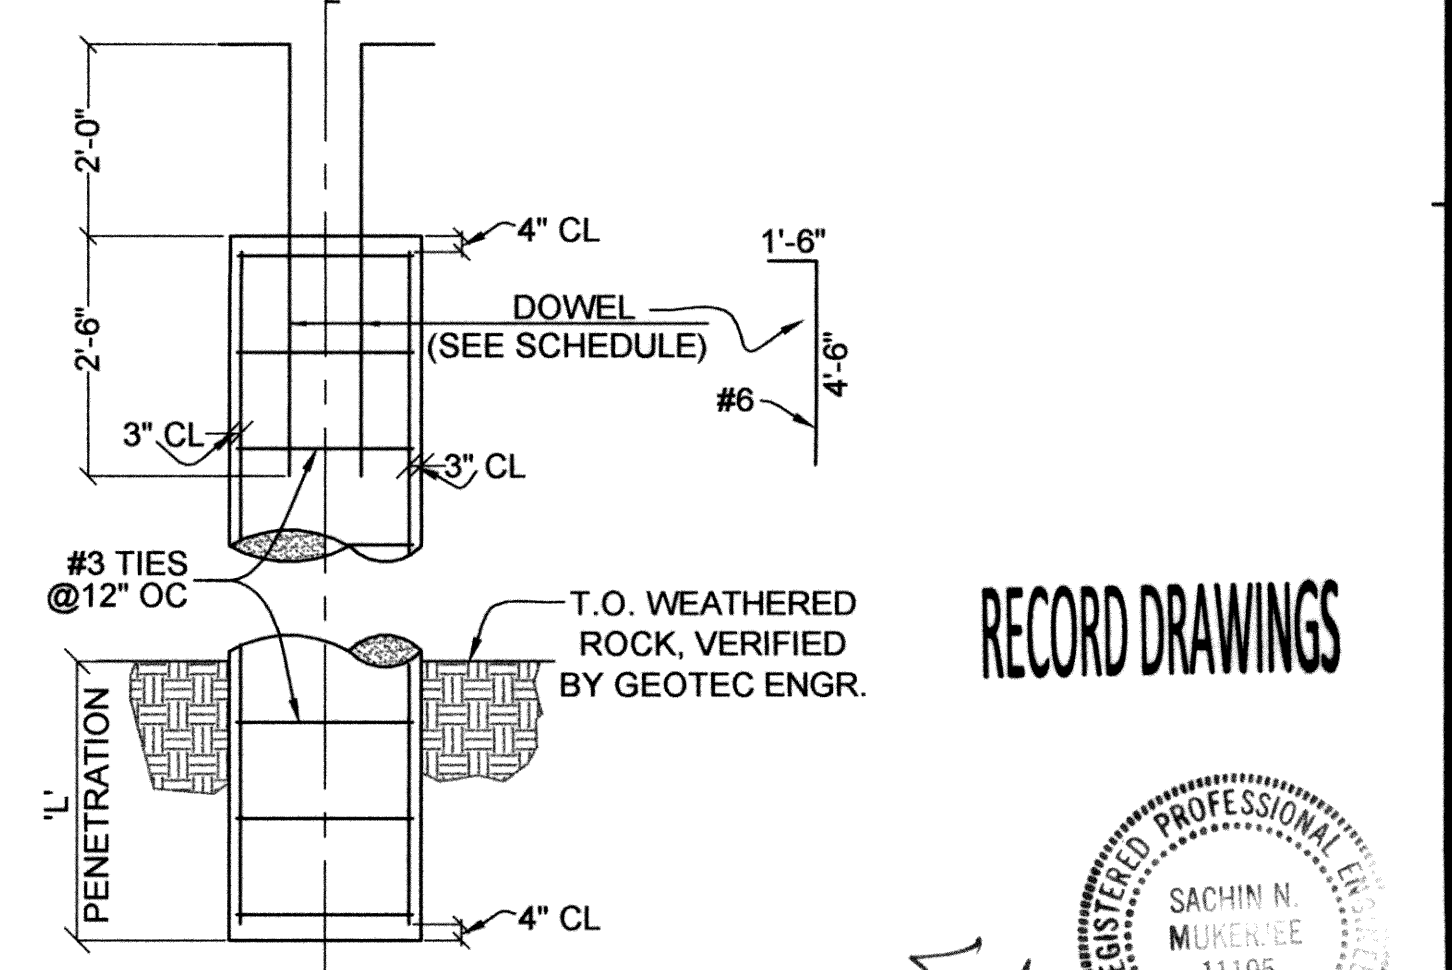 2'-0"
4" CL
1'-6"
DOWEL
(SEE SCHEDULE)
2'-6"
4'-6"
#6
3" CL
3" CL
#3 TIES
@12" OC
T.O. WEATHERED
ROCK, VERIFIED
BY GEOTEC ENGR.
RECORD DRAWINGS
'L'
PENETRATION
4" CL
PROFESSIONAL
SACHIN N.
MUKERJEE